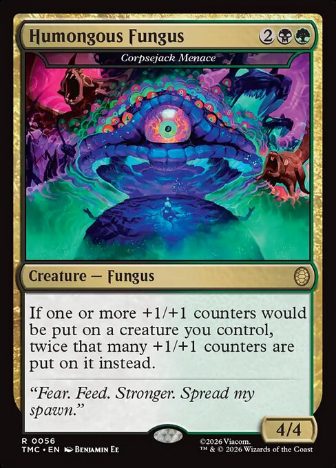 Humongous Fungus 2
Corpsejack Menace
Creature — Fungus
If one or more +1/+1 counters would
be put on a creature you control,
twice that many +1/+1 counters are
put on it instead.
“Fear. Feed. Stronger. Spread my
spawn.”
4/4
R 0056
TMC • EN Benjamin Ee
©2026 Viacom.
™ & © 2026 Wizards of the Coast